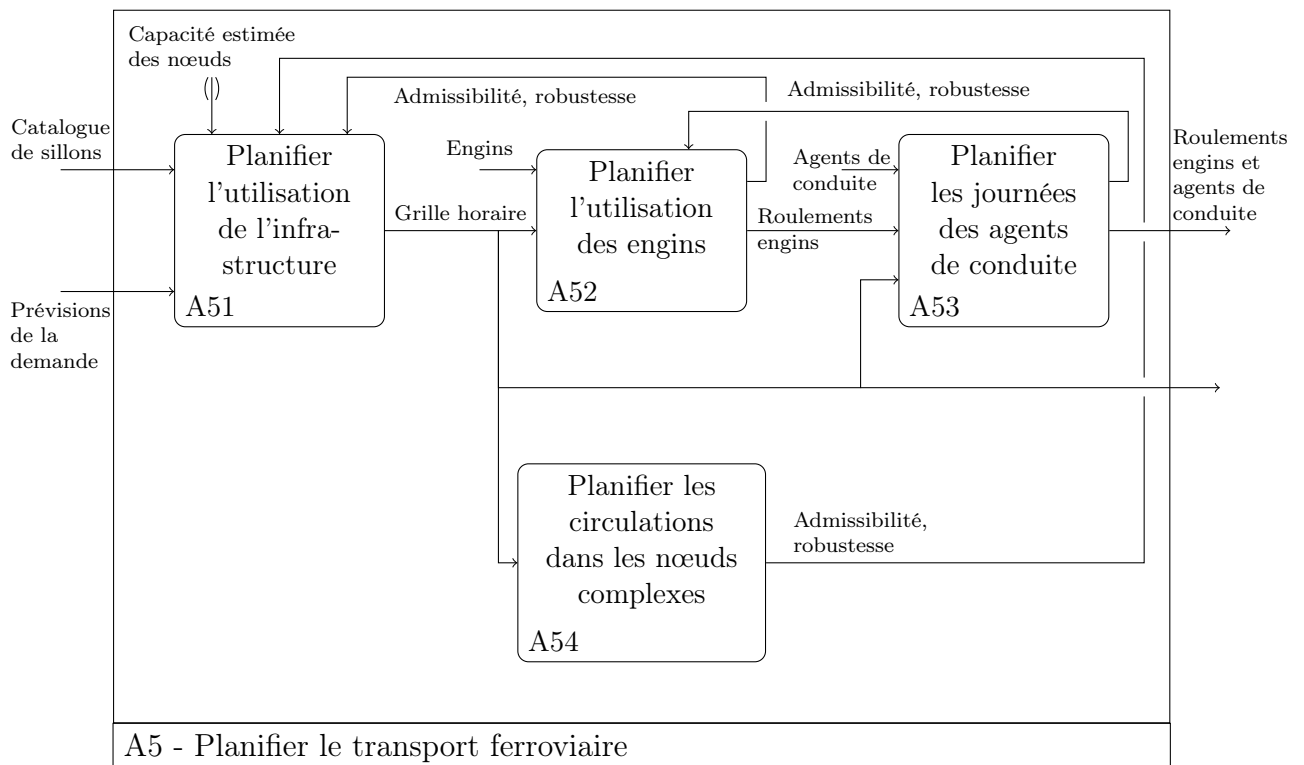 Capacité estimée
des nœuds
()
Admissibilité, robustesse
Admissibilité, robustesse
Catalogue
de sillons
Prévisions
de la
demande
Planifier
l'utilisation
de l'infra-
structure
A51
Grille horaire
Engins
Planifier
l'utilisation
des engins
A52
Roulements
engins
Agents de
conduite
Planifier
les journées
des agents
de conduite
A53
Roulements
engins et
agents de
conduite
Planifier les
circulations
dans les nœuds
complexes
A54
Admissibilité,
robustesse
A5 - Planifier le transport ferroviaire